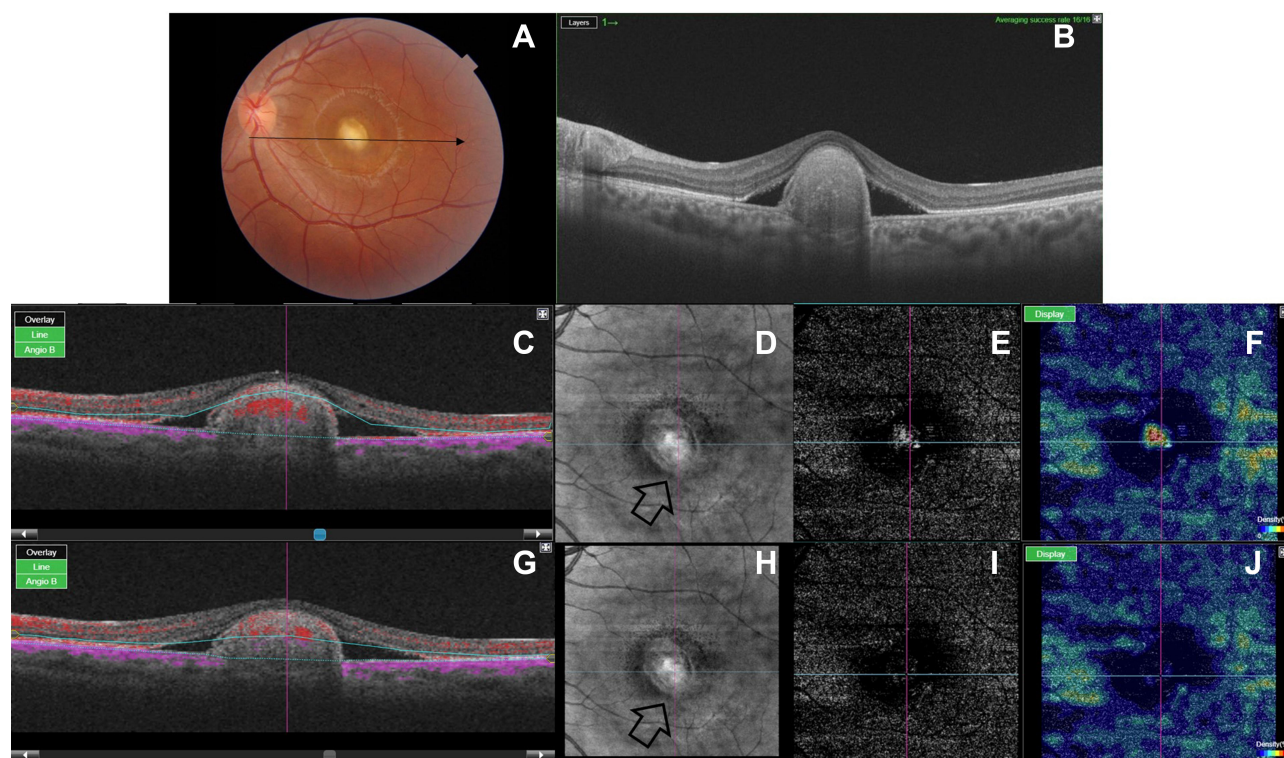 A
Layers
1→
Averaging success rate 16/16
B
Overlay
Line
Angio B
C
D
E
Display
F
Density(
Overlay
Line
Angio B
G
H
I
Display
J
Density(